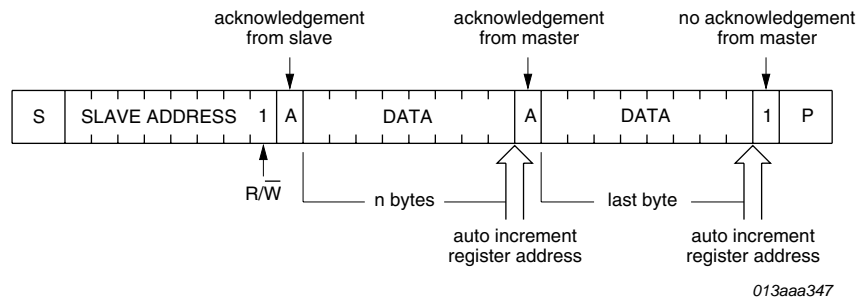 acknowledgement
from slave
acknowledgement
from master
no acknowledgement
from master
S SLAVE ADDRESS 1 A DATA A DATA 1 P
R/W̅
n bytes
last byte
auto increment
register address
auto increment
register address
013aaa347